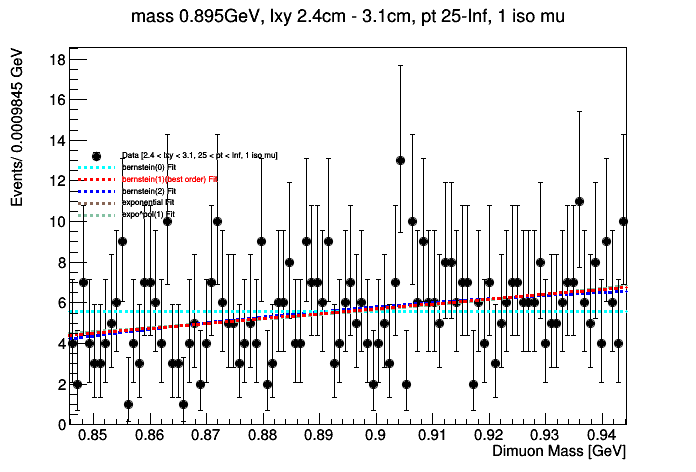 mass 0.895GeV, lxy 2.4cm - 3.1cm, pt 25-Inf, 1 iso mu
Events/ 0.0009845 GeV
18
16
14
12
10
8
6
4
2
0
Data [2.4 < lxy < 3.1, 25 < pt < Inf, 1 iso mu]
bernstein(0) Fit
bernstein(1)(best order) Fit
bernstein(2) Fit
exponential Fit
expo*pol(1) Fit
0.85 0.86 0.87 0.88 0.89 0.9 0.91 0.92 0.93 0.94
Dimuon Mass [GeV]